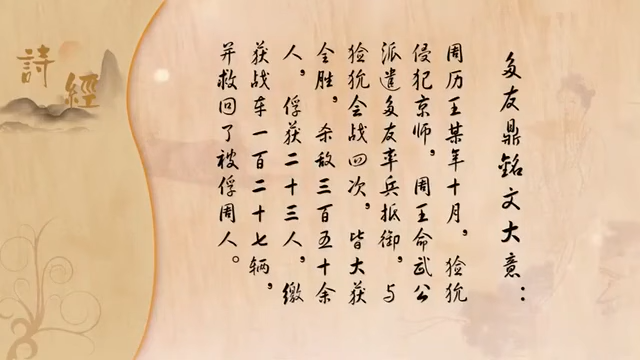 詩經
多友鼎銘文大意：
周历王某年十月，猃狁
侵犯京师，周王命武公
派遣多友率兵抵御，与
猃狁会战四次，皆大获
全胜，杀敌三百五十余
人，俘获二十三人，缴
获战车一百二十七辆，
并救回了被俘周人。